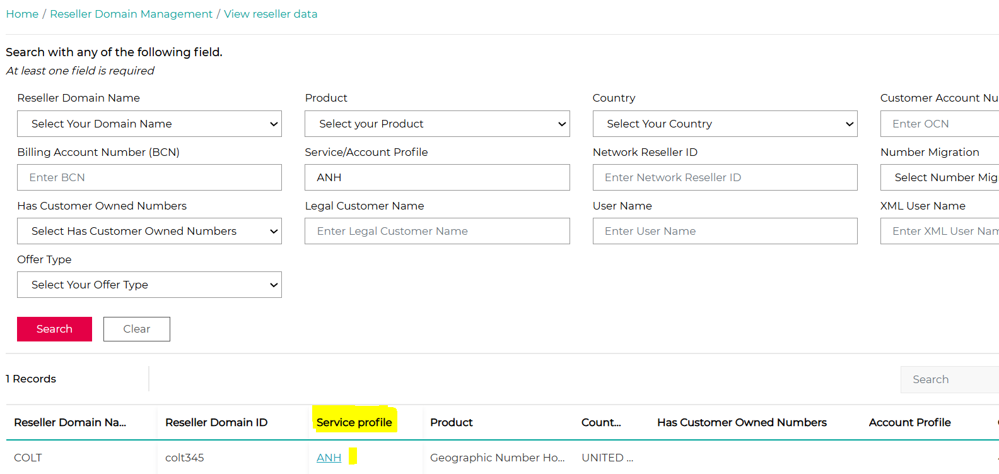 Home / Reseller Domain Management / View reseller data
Search with any of the following field.
At least one field is required
Reseller Domain Name Product Country Customer Account Nu
Select Your Domain Name Select your Product Select Your Country Enter OCN
Billing Account Number (BCN) Service/Account Profile Network Reseller ID Number Migration
Enter BCN ANH Enter Network Reseller ID Select Number Mig
Has Customer Owned Numbers Legal Customer Name User Name XML User Name
Select Has Customer Owned Numbers Enter Legal Customer Name Enter User Name Enter XML User Nam
Offer Type
Select Your Offer Type
Search Clear
1 Records Search
Reseller Domain Na... Reseller Domain ID Service profile Product Count... Has Customer Owned Numbers Account Profile
COLT colt345 ANH Geographic Number Ho... UNITED ...